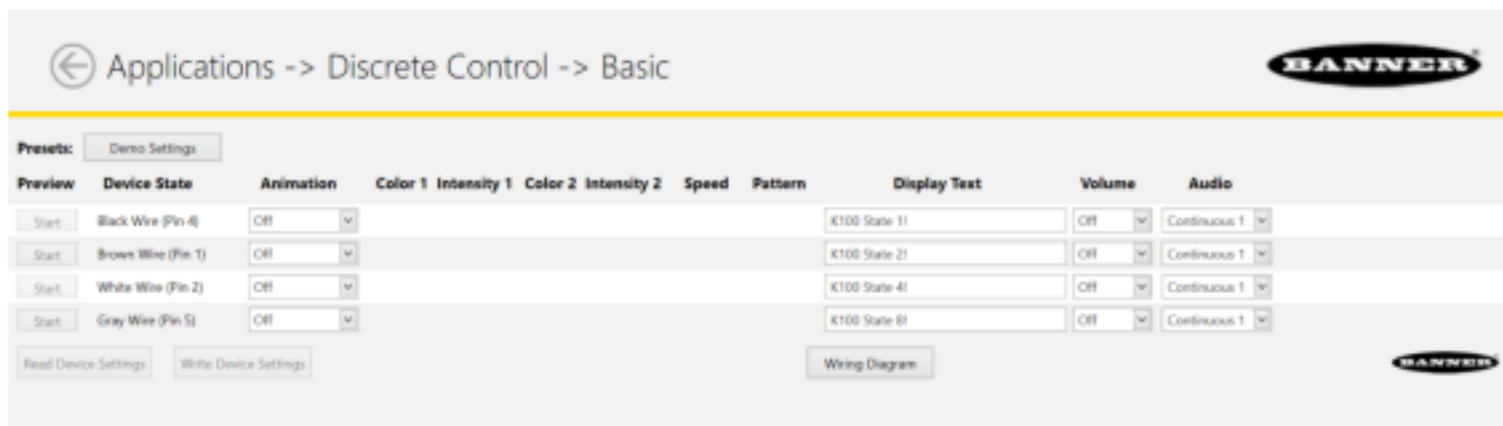 Applications -> Discrete Control -> Basic
BANNER
Presets: Demo Settings
Preview Device State Animation Color 1 Intensity 1 Color 2 Intensity 2 Speed Pattern Display Text Volume Audio
Start Black Wire (Pin 4) Off K100 State 1! Off Continuous 1
Start Brown Wire (Pin 1) Off K100 State 2! Off Continuous 1
Start White Wire (Pin 2) Off K100 State 4! Off Continuous 1
Start Gray Wire (Pin 5) Off K100 State 8! Off Continuous 1
Read Device Settings Write Device Settings Wiring Diagram BANNER